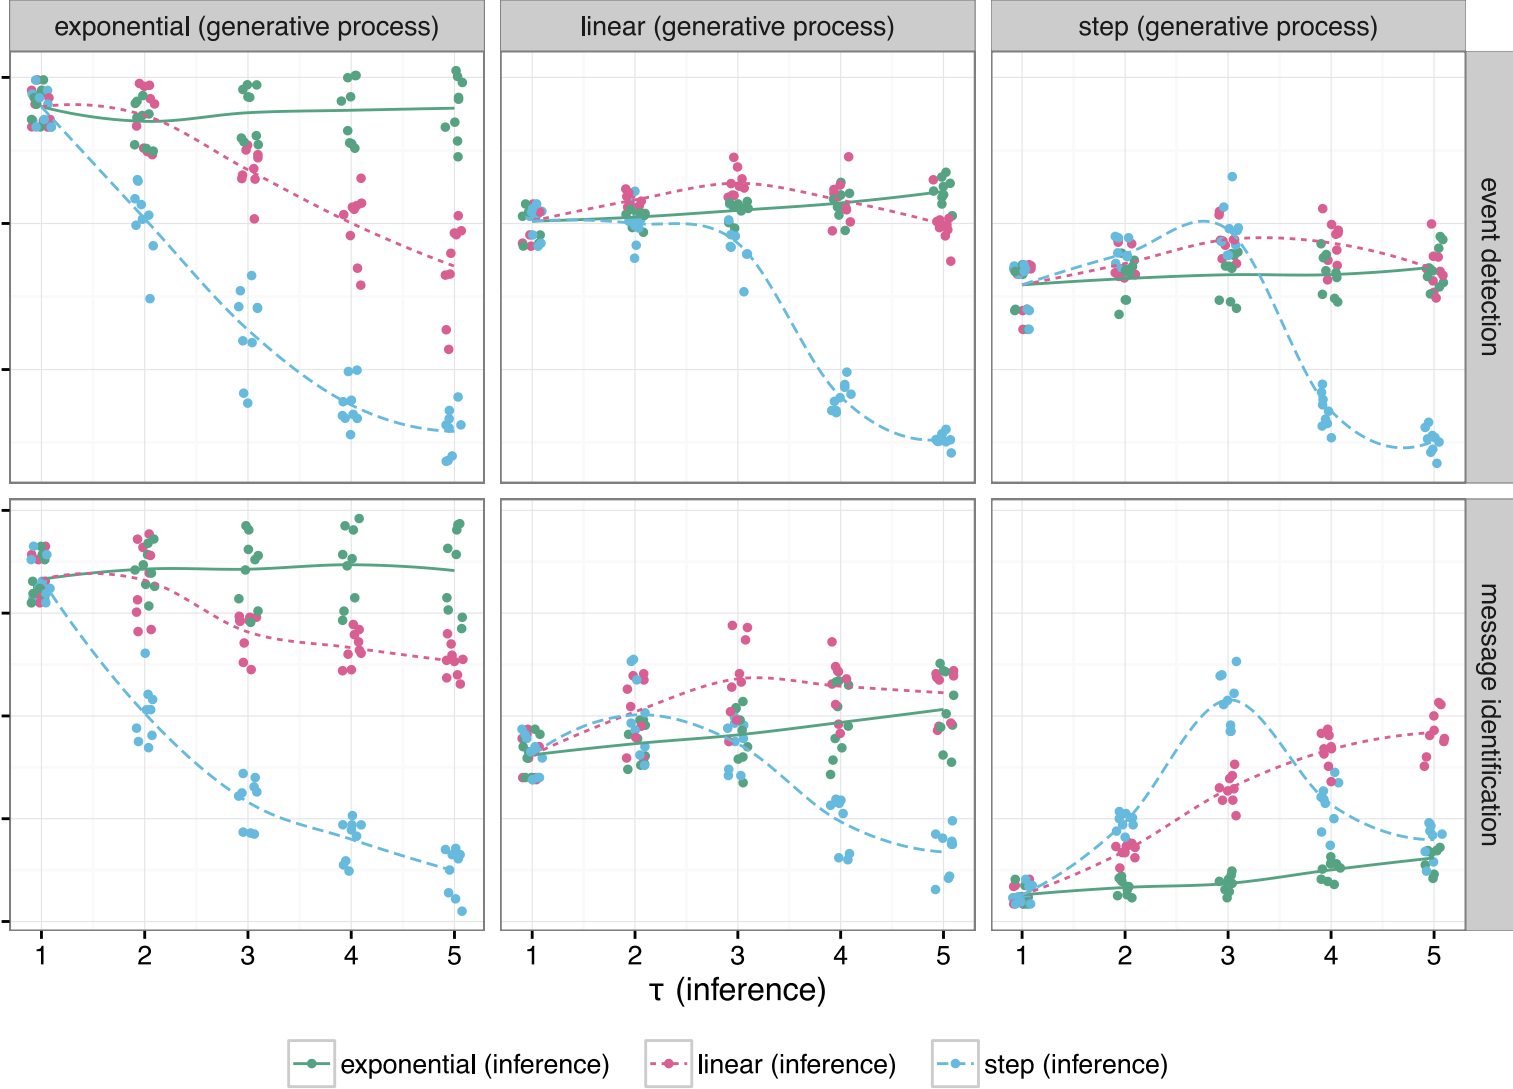 exponential (generative process) linear (generative process) step (generative process)
event detection
message identification
1 2 3 4 5 1 2 3 4 5 1 2 3 4 5
τ (inference)
exponential (inference) linear (inference) step (inference)